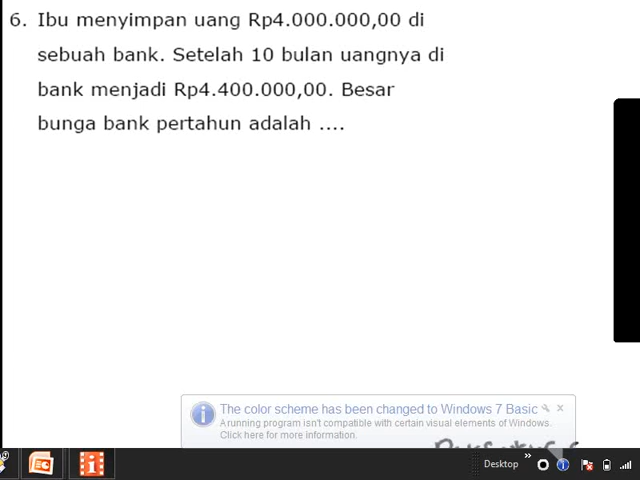 6. Ibu menyimpan uang Rp4.000.000,00 di
sebuah bank. Setelah 10 bulan uangnya di
bank menjadi Rp4.400.000,00. Besar
bunga bank pertahun adalah ....
The color scheme has been changed to Windows 7 Basic
A running program isn't compatible with certain visual elements of Windows.
Click here for more information.
Desktop